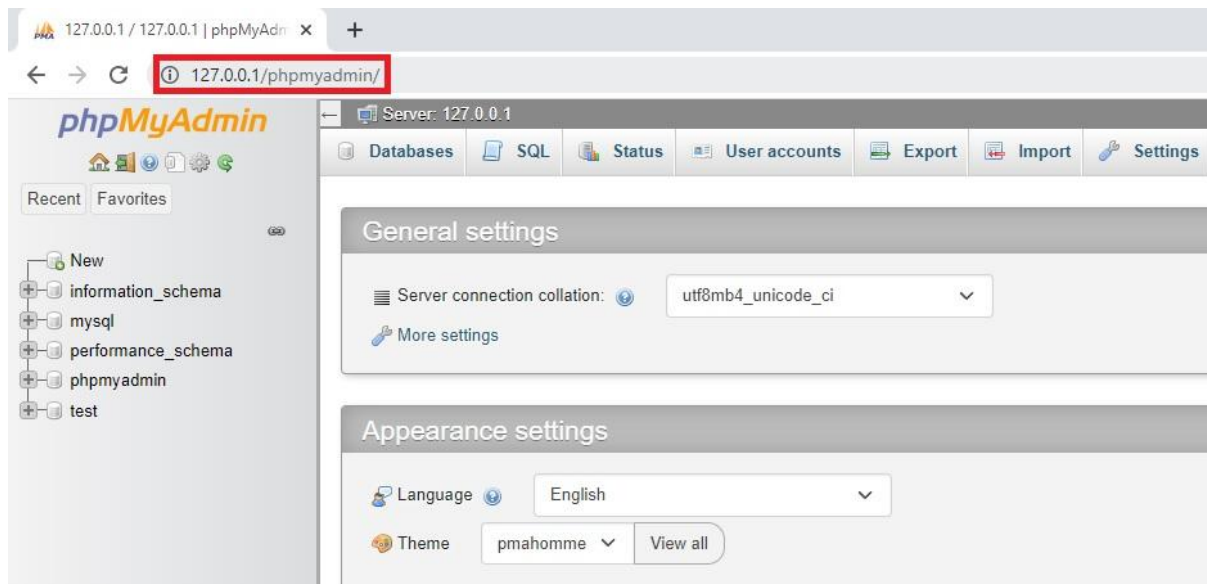 127.0.0.1 / 127.0.0.1 | phpMyAdm
127.0.0.1/phpmyadmin/
phpMyAdmin
Server: 127.0.0.1
Databases SQL Status User accounts Export Import Settings
Recent Favorites
New
information_schema
mysql
performance_schema
phpmyadmin
test
General settings
Server connection collation: utf8mb4_unicode_ci
More settings
Appearance settings
Language English
Theme pmahomme View all